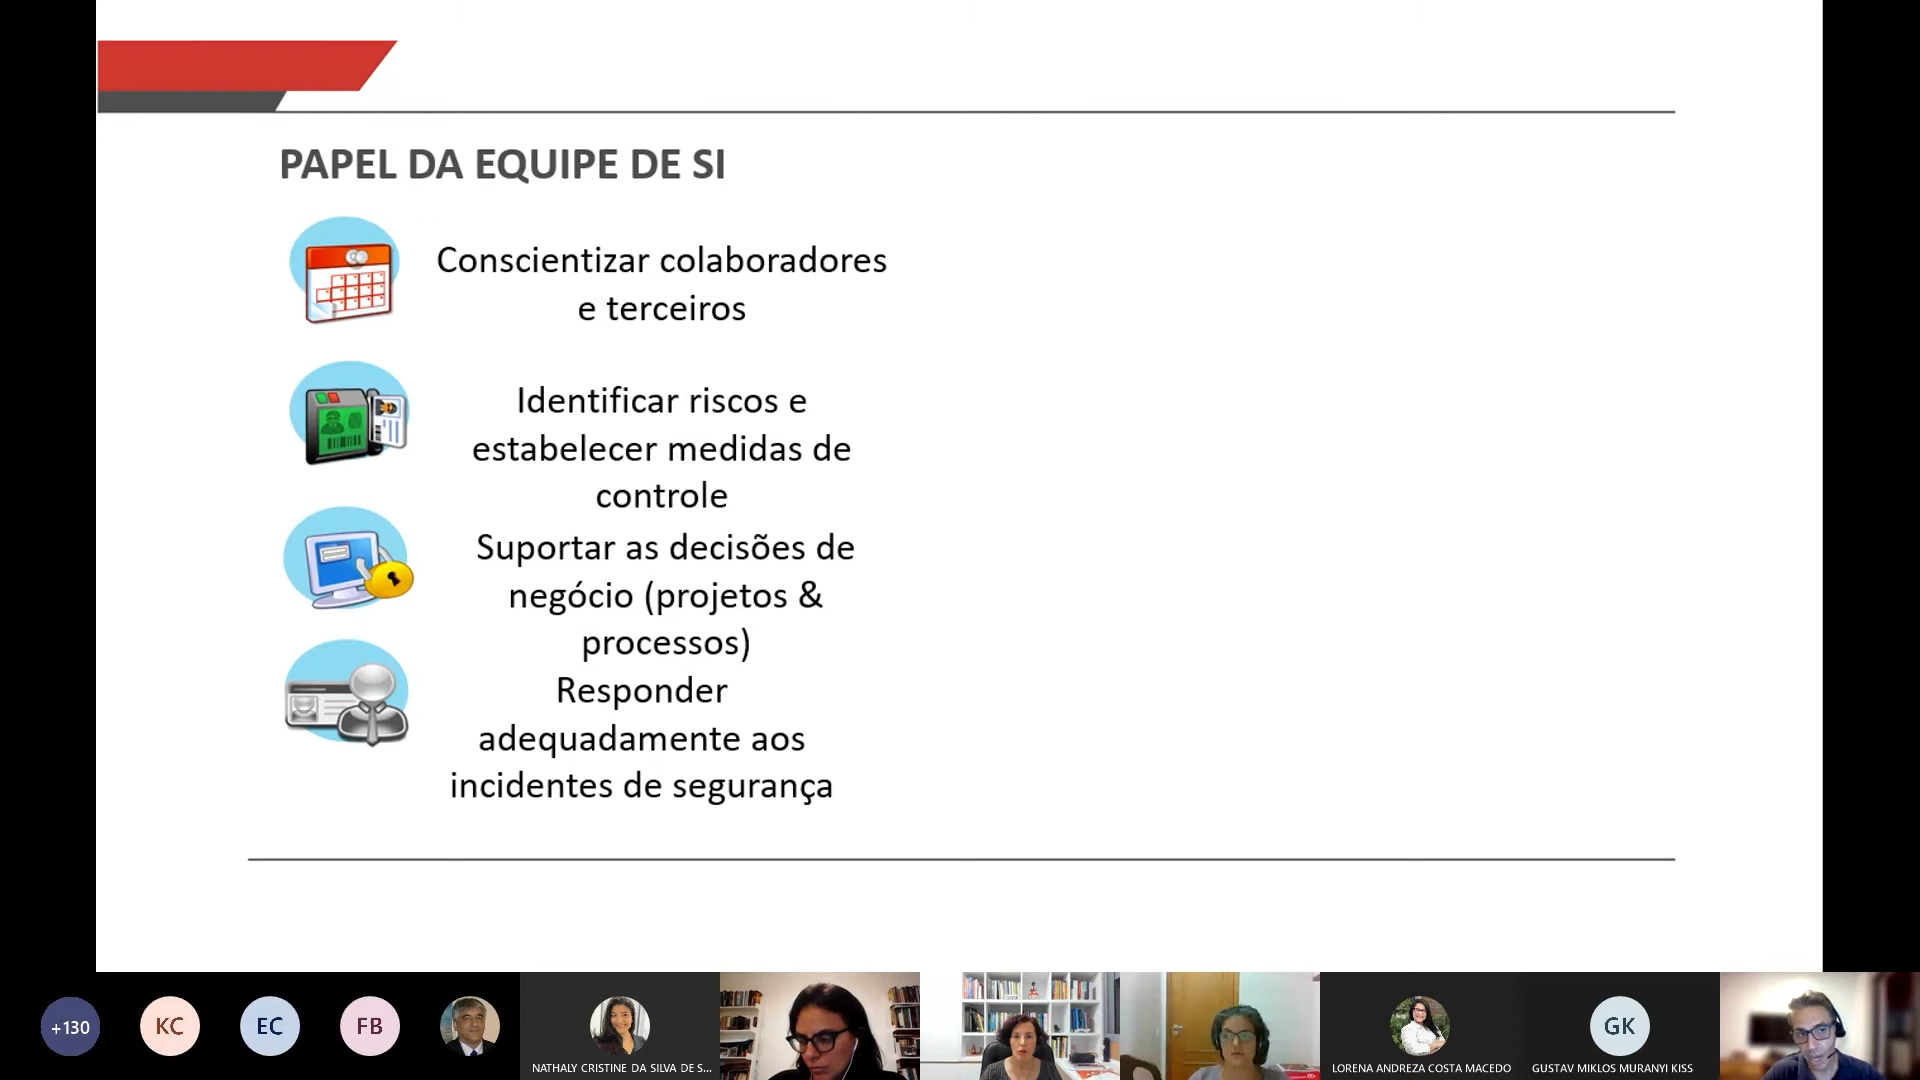 PAPEL DA EQUIPE DE SI
Conscientizar colaboradores
e terceiros
Identificar riscos e
estabelecer medidas de
controle
Suportar as decisões de
negócio (projetos &
processos)
Responder
adequadamente aos
incidentes de segurança
+130
KC
EC
FB
NATHALY CRISTINE DA SILVA DE S...
LORENA ANDREZA COSTA MACEDO
GK
GUSTAV MIKLOS MURANYI KISS